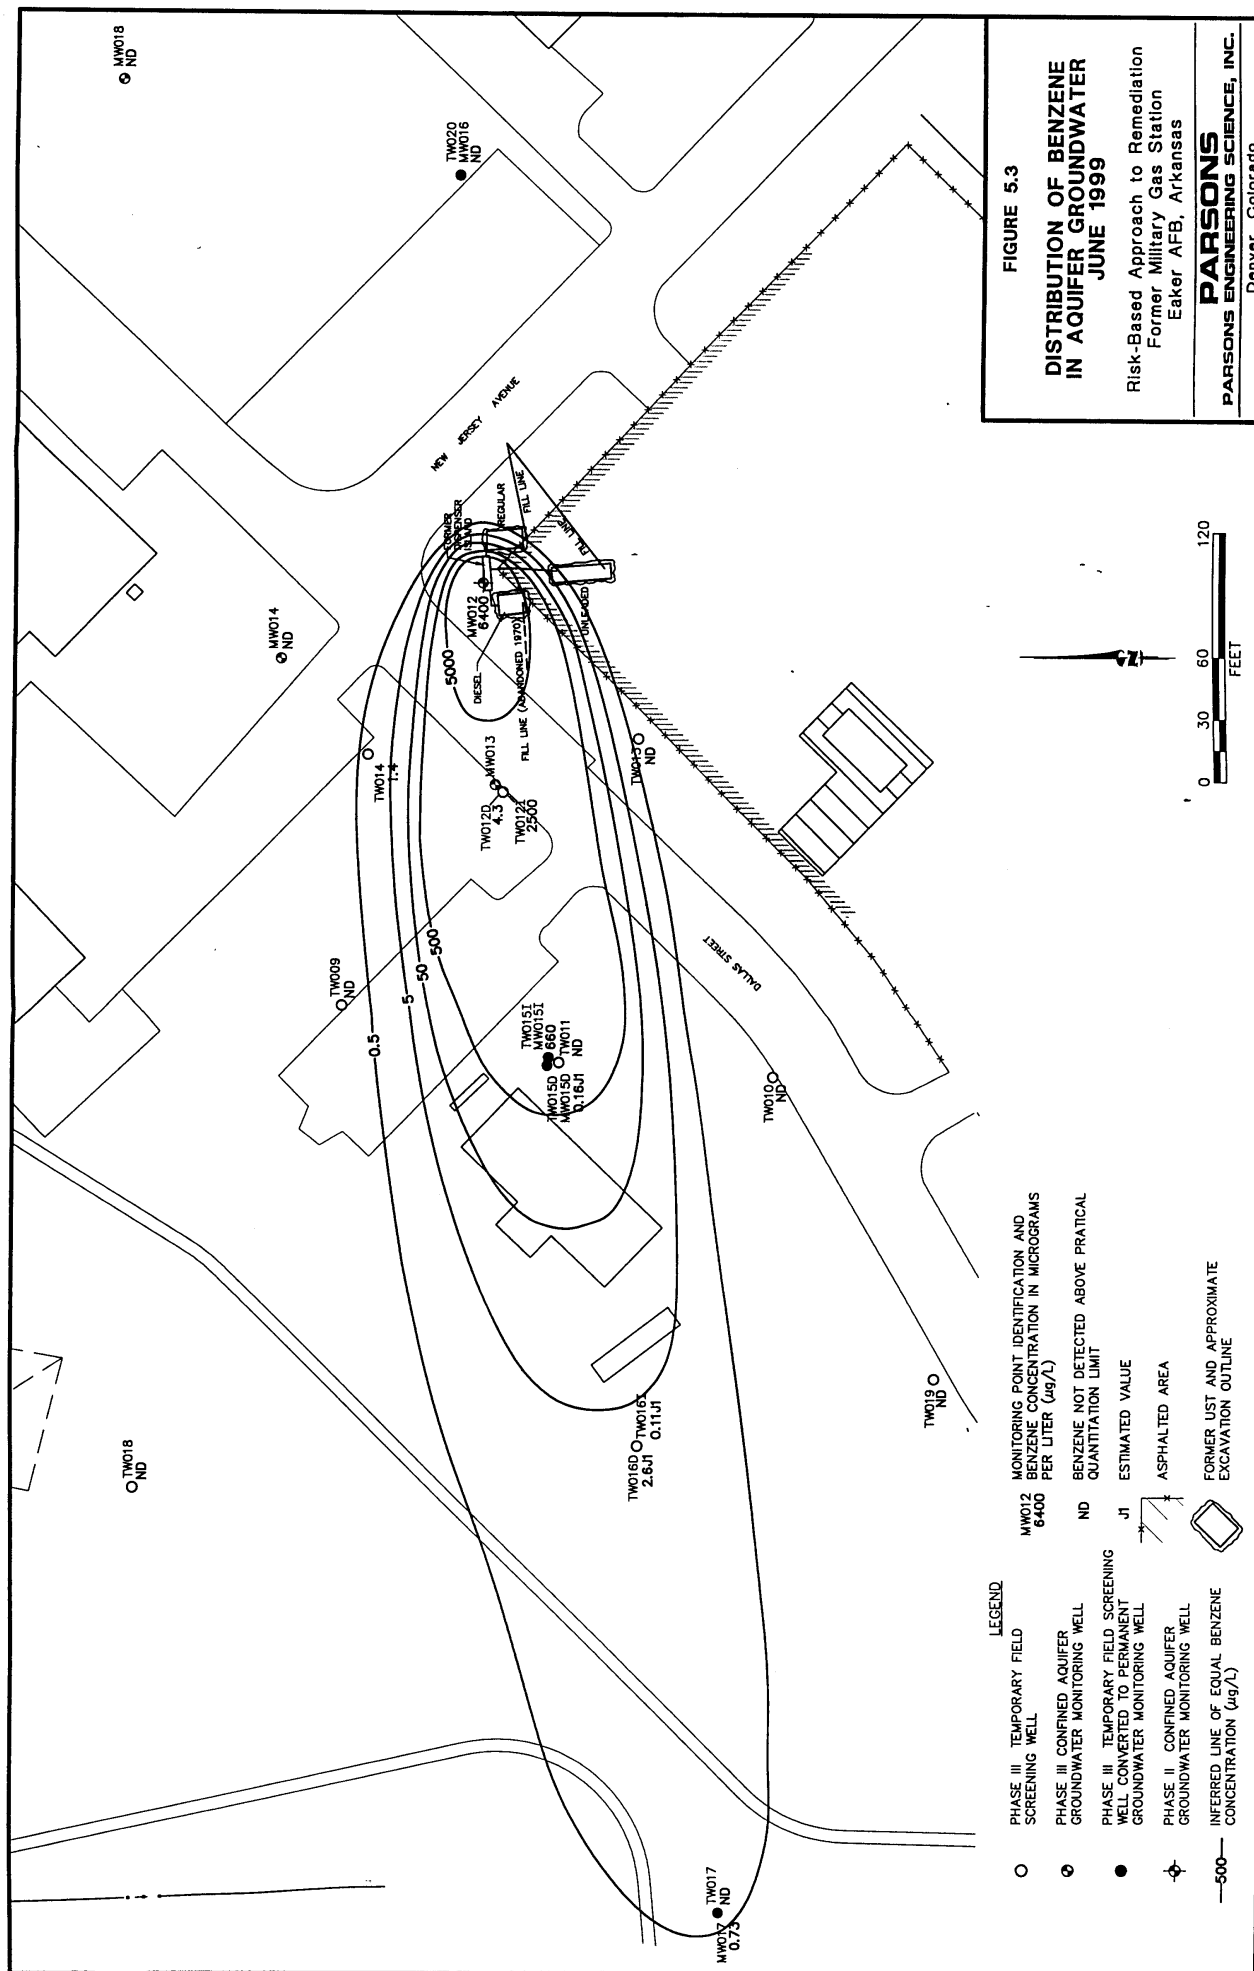 MW018
ND
TW020
MW016
ND
MW014
ND
NEW JERSEY AVENUE
FORMER
DISPENSER
ISLAND
REGULAR
FILL LINE
FILL LINE
UNLEADED
MW012
6400
DIESEL
FILL LINE (ABANDONED 1970)
5000
TW014
1.4
MW013
TW012D
4.3
TW012I
2500
TW013
ND
TW009
ND
500
50
5
0.5
TW015I
MW015I
660
TW011
ND
TW015D
MW015D
0.16J1
DALLAS STREET
TW010
ND
TW018
ND
TW016D
2.6J1
TW016I
0.11J1
TW019
ND
MW017
0.73
TW017
ND
LEGEND
PHASE III TEMPORARY FIELD
SCREENING WELL
PHASE III CONFINED AQUIFER
GROUNDWATER MONITORING WELL
PHASE III TEMPORARY FIELD SCREENING
WELL CONVERTED TO PERMANENT
GROUNDWATER MONITORING WELL
PHASE II CONFINED AQUIFER
GROUNDWATER MONITORING WELL
500
INFERRED LINE OF EQUAL BENZENE
CONCENTRATION (µg/L)
MW012
6400
MONITORING POINT IDENTIFICATION AND
BENZENE CONCENTRATION IN MICROGRAMS
PER LITER (µg/L)
ND
BENZENE NOT DETECTED ABOVE PRATICAL
QUANTITATION LIMIT
J1
ESTIMATED VALUE
ASPHALTED AREA
FORMER UST AND APPROXIMATE
EXCAVATION OUTLINE
N
0 30 60 120
FEET
FIGURE 5.3
DISTRIBUTION OF BENZENE
IN AQUIFER GROUNDWATER
JUNE 1999
Risk-Based Approach to Remediation
Former Military Gas Station
Eaker AFB, Arkansas
PARSONS
PARSONS ENGINEERING SCIENCE, INC.
Denver, Colorado